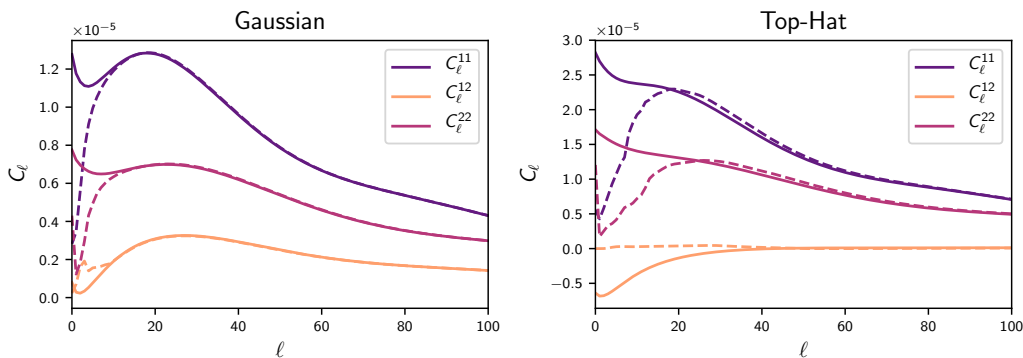 Gaussian
×10⁻⁵
C_ℓ
1.2
1.0
0.8
0.6
0.4
0.2
0.0
C_ℓ^{11}
C_ℓ^{12}
C_ℓ^{22}
0 20 40 60 80 100
ℓ
Top-Hat
×10⁻⁵
C_ℓ
3.0
2.5
2.0
1.5
1.0
0.5
0.0
−0.5
C_ℓ^{11}
C_ℓ^{12}
C_ℓ^{22}
0 20 40 60 80 100
ℓ